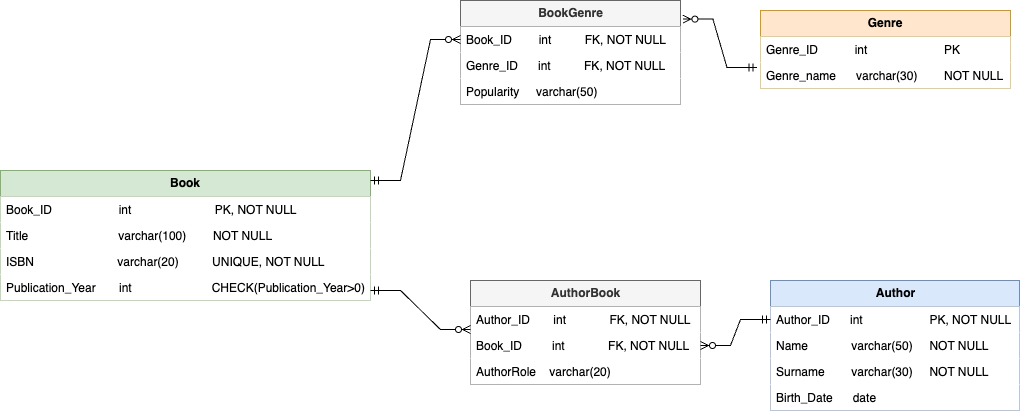 BookGenre
Book_ID int FK, NOT NULL
Genre_ID int FK, NOT NULL
Popularity varchar(50)
Genre
Genre_ID int PK
Genre_name varchar(30) NOT NULL
Book
Book_ID int PK, NOT NULL
Title varchar(100) NOT NULL
ISBN varchar(20) UNIQUE, NOT NULL
Publication_Year int CHECK(Publication_Year>0)
AuthorBook
Author_ID int FK, NOT NULL
Book_ID int FK, NOT NULL
AuthorRole varchar(20)
Author
Author_ID int PK, NOT NULL
Name varchar(50) NOT NULL
Surname varchar(30) NOT NULL
Birth_Date date